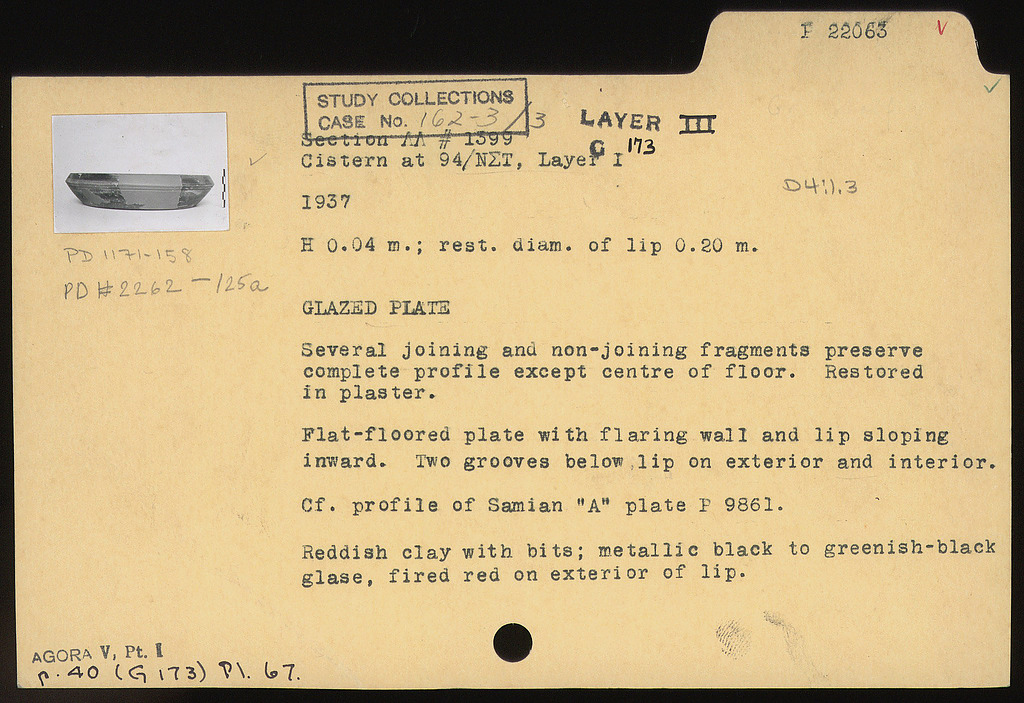 P 22063 V
STUDY COLLECTIONS
CASE No. 162-3/3
LAYER III
Section ΛΛ # 1399
G 173
Cistern at 94/ΝΣΤ, Layer I
D4:1.3
1937
H 0.04 m.; rest. diam. of lip 0.20 m.
PD 1171-158
PD #2262-125a
GLAZED PLATE
Several joining and non-joining fragments preserve
complete profile except centre of floor. Restored
in plaster.
Flat-floored plate with flaring wall and lip sloping
inward. Two grooves below lip on exterior and interior.
Cf. profile of Samian "A" plate P 9861.
Reddish clay with bits; metallic black to greenish-black
glase, fired red on exterior of lip.
AGORA V, Pt. I
p. 40 (G 173) Pl. 67.